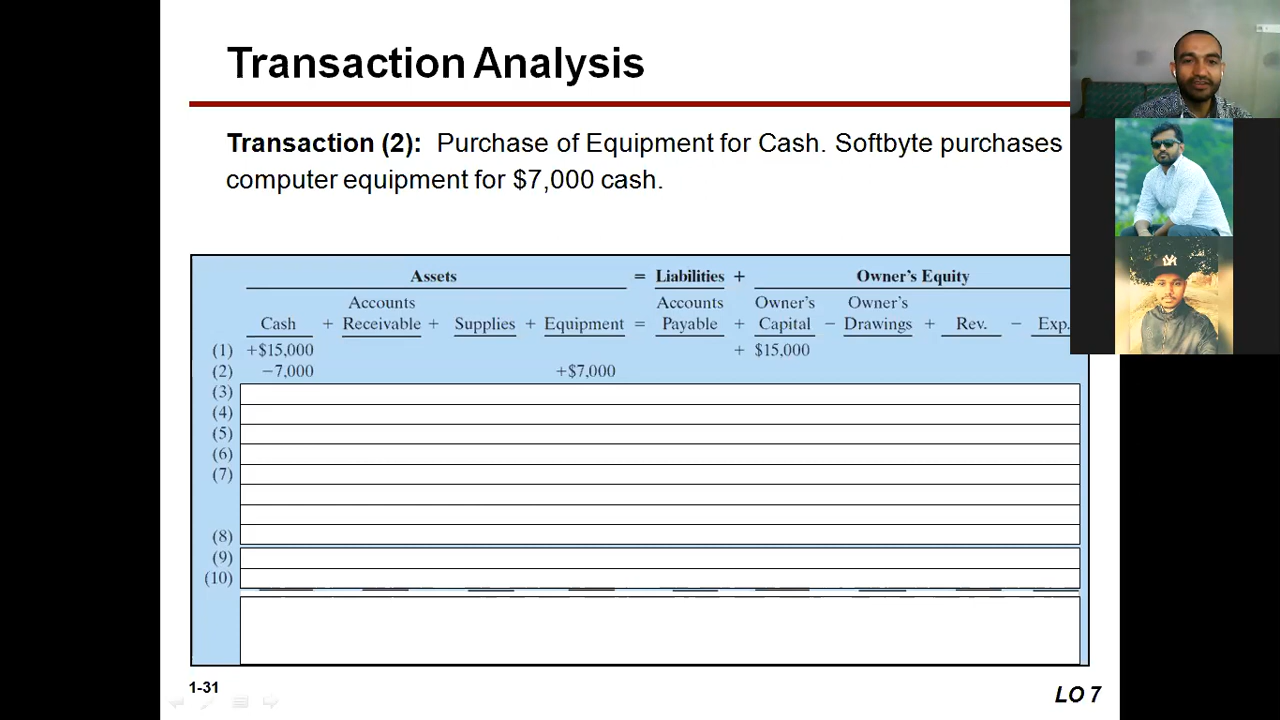 Transaction Analysis
Transaction (2): Purchase of Equipment for Cash. Softbyte purchases
computer equipment for $7,000 cash.
Assets = Liabilities + Owner's Equity
Accounts Accounts Owner's Owner's
Cash + Receivable + Supplies + Equipment = Payable + Capital − Drawings + Rev. − Exp.
(1) +$15,000 + $15,000
(2) −7,000 +$7,000
(3)
(4)
(5)
(6)
(7)
(8)
(9)
(10)
1-31
LO 7